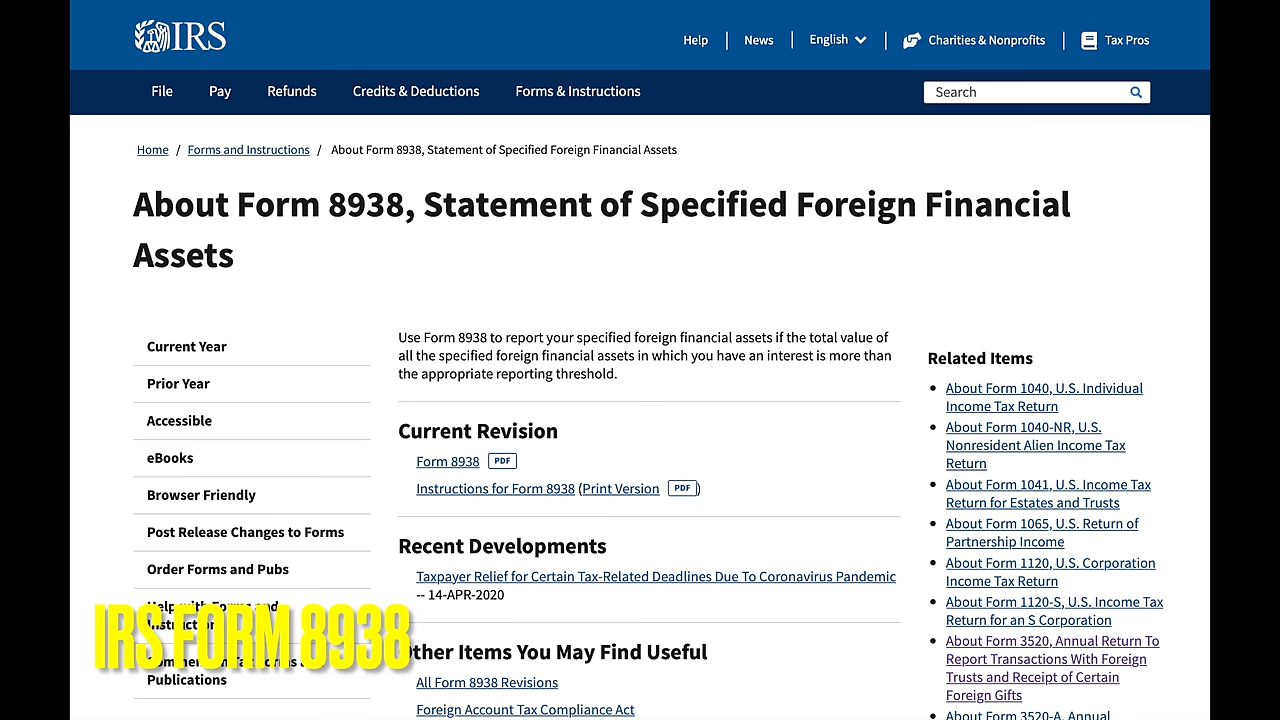 IRS
Help
News
English
Charities & Nonprofits
Tax Pros
File
Pay
Refunds
Credits & Deductions
Forms & Instructions
Search
Home / Forms and Instructions / About Form 8938, Statement of Specified Foreign Financial Assets
About Form 8938, Statement of Specified Foreign Financial
Assets
Current Year
Prior Year
Accessible
eBooks
Browser Friendly
Post Release Changes to Forms
Order Forms and Pubs
Help with Forms and
Publications
IRS FORM 8938
Use Form 8938 to report your specified foreign financial assets if the total value of
all the specified foreign financial assets in which you have an interest is more than
the appropriate reporting threshold.
Current Revision
Form 8938 PDF
Instructions for Form 8938 (Print Version PDF)
Recent Developments
Taxpayer Relief for Certain Tax-Related Deadlines Due To Coronavirus Pandemic
-- 14-APR-2020
Other Items You May Find Useful
All Form 8938 Revisions
Foreign Account Tax Compliance Act
Related Items
About Form 1040, U.S. Individual
Income Tax Return
About Form 1040-NR, U.S.
Nonresident Alien Income Tax
Return
About Form 1041, U.S. Income Tax
Return for Estates and Trusts
About Form 1065, U.S. Return of
Partnership Income
About Form 1120, U.S. Corporation
Income Tax Return
About Form 1120-S, U.S. Income Tax
Return for an S Corporation
About Form 3520, Annual Return To
Report Transactions With Foreign
Trusts and Receipt of Certain
Foreign Gifts
About Form 3520-A, Annual